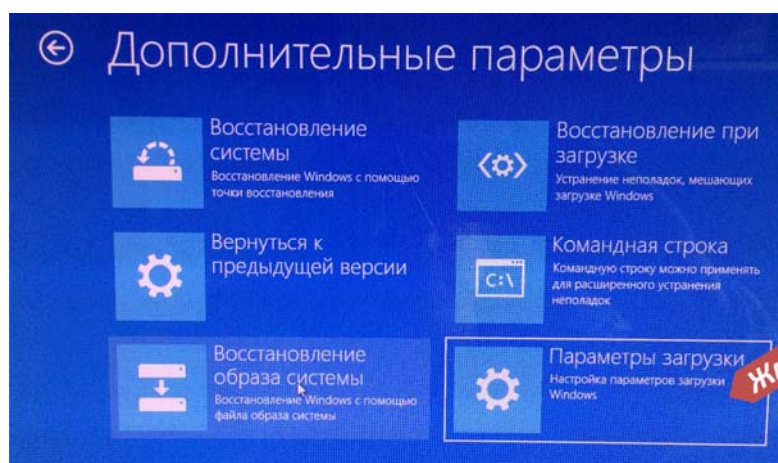 Дополнительные параметры
Восстановление
системы
Восстановление Windows с помощью
точки восстановления
Восстановление при
загрузке
Устранение неполадок, мешающих
загрузке Windows
Вернуться к
предыдущей версии
C:\
Командная строка
Командную строку можно применять
для расширенного устранения
неполадок
Восстановление
образа системы
Восстановление Windows с помощью
файла образа системы
Параметры загрузки
Настройка параметров загрузки
Windows